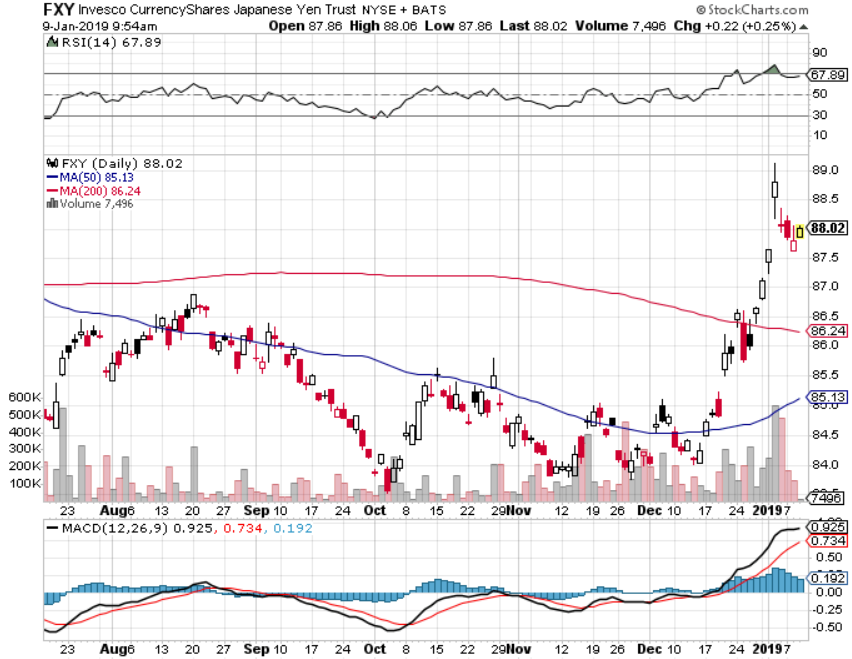 FXY Invesco CurrencyShares Japanese Yen Trust NYSE + BATS
© StockCharts.com
9-Jan-2019 9:54am
Open 87.86 High 88.06 Low 87.86 Last 88.02 Volume 7,496 Chg +0.22 (+0.25%)
RSI(14) 67.89
90
67.89
50
30
10
FXY (Daily) 88.02
MA(50) 85.13
MA(200) 86.24
Volume 7,496
89.0
88.5
88.02
87.5
87.0
86.5
86.24
86.0
85.5
85.13
85.0
84.5
84.0
600K
500K
400K
300K
200K
100K
7496
23 Aug 6 13 20 27 Sep 10 17 24 Oct 8 15 22 29 Nov 12 19 26 Dec 10 17 24 2019 7
MACD(12,26,9) 0.925, 0.734, 0.192
0.925
0.734
0.50
0.192
0.00
-0.25
-0.50
23 Aug 6 13 20 27 Sep 10 17 24 Oct 8 15 22 29 Nov 12 19 26 Dec 10 17 24 2019 7